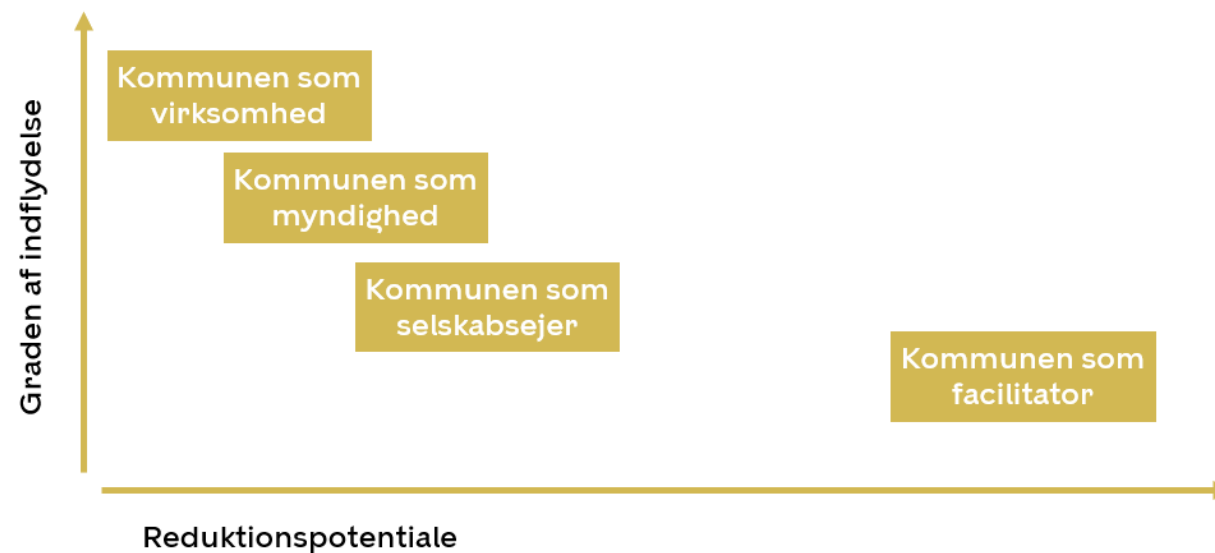 Graden af indflydelse
Kommunen som
virksomhed
Kommunen som
myndighed
Kommunen som
selskabsejer
Kommunen som
facilitator
Reduktionspotentiale